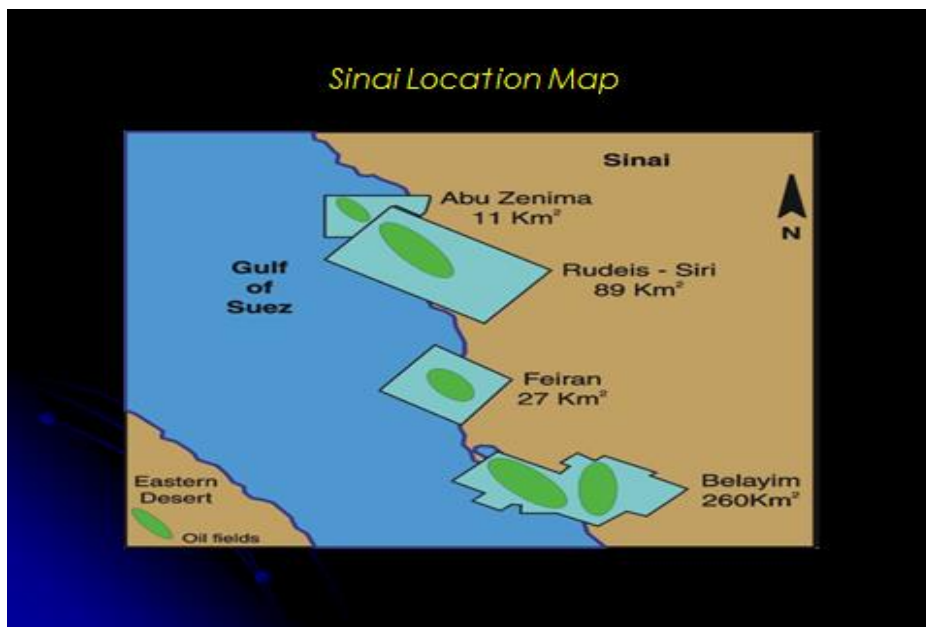 Sinai Location Map
Sinai
Abu Zenima
11 Km²
N
Rudeis - Siri
89 Km²
Gulf
of
Suez
Feiran
27 Km²
Belayim
260Km²
Eastern
Desert
Oil fields